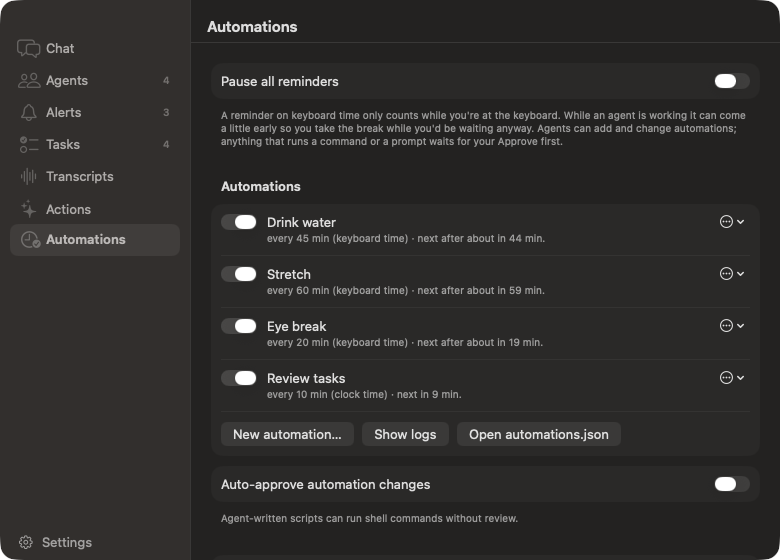 Chat
Agents 4
Alerts 3
Tasks 4
Transcripts
Actions
Automations
Settings
Automations
Pause all reminders
A reminder on keyboard time only counts while you're at the keyboard. While an agent is working it can come
a little early so you take the break while you'd be waiting anyway. Agents can add and change automations;
anything that runs a command or a prompt waits for your Approve first.
Automations
Drink water
every 45 min (keyboard time) · next after about in 44 min.
Stretch
every 60 min (keyboard time) · next after about in 59 min.
Eye break
every 20 min (keyboard time) · next after about in 19 min.
Review tasks
every 10 min (clock time) · next in 9 min.
New automation... Show logs Open automations.json
Auto-approve automation changes
Agent-written scripts can run shell commands without review.